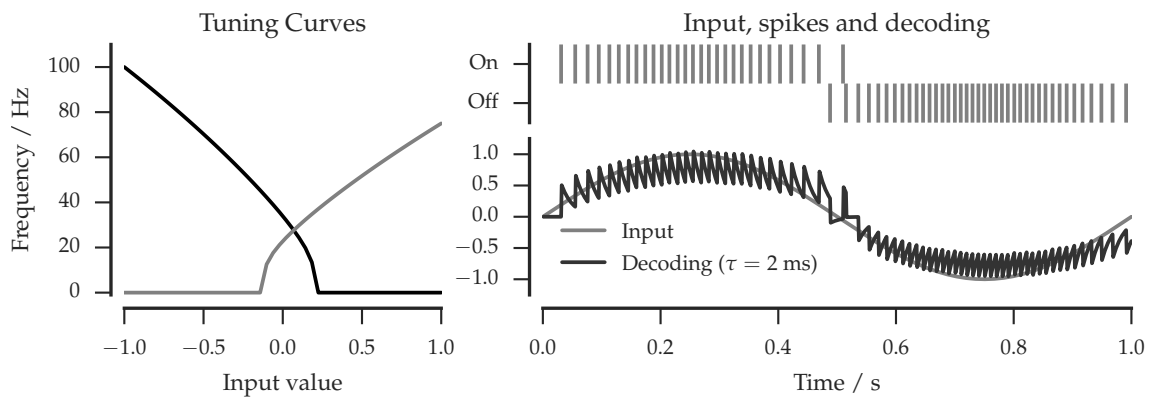 Tuning Curves
Frequency / Hz
100
80
60
40
20
0
−1.0 −0.5 0.0 0.5 1.0
Input value
Input, spikes and decoding
On
Off
1.0
0.5
0.0
−0.5
−1.0
Input
Decoding (τ = 2 ms)
0.0 0.2 0.4 0.6 0.8 1.0
Time / s